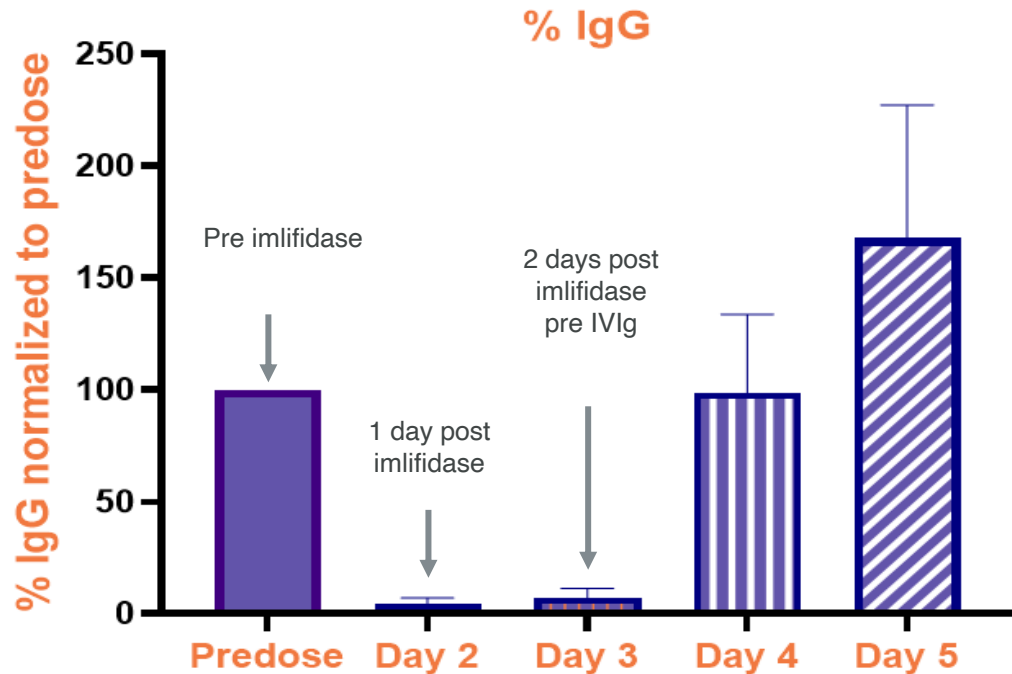 % IgG
% IgG normalized to predose
250
200
150
100
50
0
Pre imlifidase
1 day post
imlifidase
2 days post
imlifidase
pre IVIg
Predose
Day 2
Day 3
Day 4
Day 5